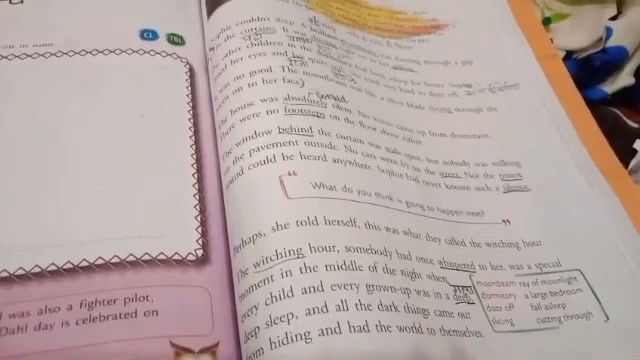 Sophie couldn't sleep. A brilliant moonbeam was slanting through a gap
in the curtains. It was
The other children in the dormitory had been asleep for hours. Sophie
closed her eyes and lay quite still. She tried very hard to doze off.
It was no good. The moonbeam was like a silver blade slicing through the
room on to her face.
The house was absolutely silent. No voices came up from downstairs.
There were no footsteps on the floor above either.
The window behind the curtain was wide open, but nobody was walking
on the pavement outside. No cars went by on the street. Not the tiniest
sound could be heard anywhere. Sophie had never known such a silence.
What do you think is going to happen next?
Perhaps, she told herself, this was what they called the witching hour.
The witching hour, somebody had once whispered to her, was a special
moment in the middle of the night when
every child and every grown-up was in a deep
deep sleep, and all the dark things came out
from hiding and had the world to themselves.
moonbeam ray of moonlight
dormitory a large bedroom
doze off fall asleep
slicing cutting through
its name
CL
TBL
I was also a fighter pilot,
Dahl day is celebrated on